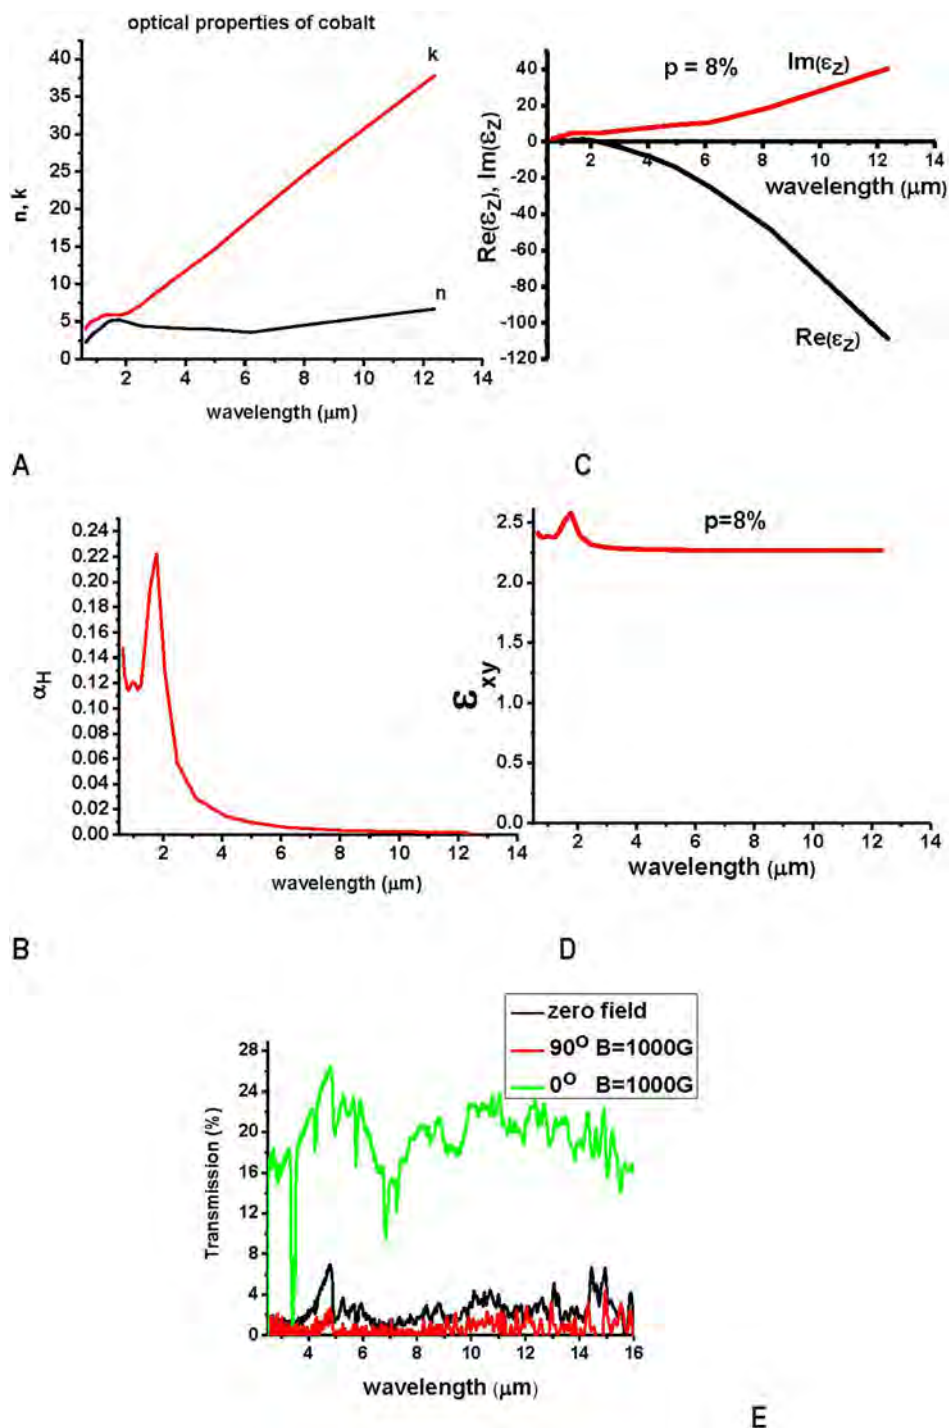 optical properties of cobalt
40
35
30
25
20
15
10
5
0
n, k
k
n
2 4 6 8 10 12 14
wavelength (μm)
A
40
20
0
-20
-40
-60
-80
-100
-120
Re(εZ), Im(εZ)
p = 8%
Im(εZ)
0 2 4 6 8 10 12 14
wavelength (μm)
Re(εZ)
C
0.24
0.22
0.20
0.18
0.16
0.14
0.12
0.10
0.08
0.06
0.04
0.02
0.00
αH
2 4 6 8 10 12 14
wavelength (μm)
B
2.5
2.0
1.5
1.0
0.5
0.0
εxy
p=8%
2 4 6 8 10 12 14
wavelength (μm)
D
zero field
90º B=1000G
0º B=1000G
28
24
20
16
12
8
4
0
Transmission (%)
4 6 8 10 12 14 16
wavelength (μm)
E